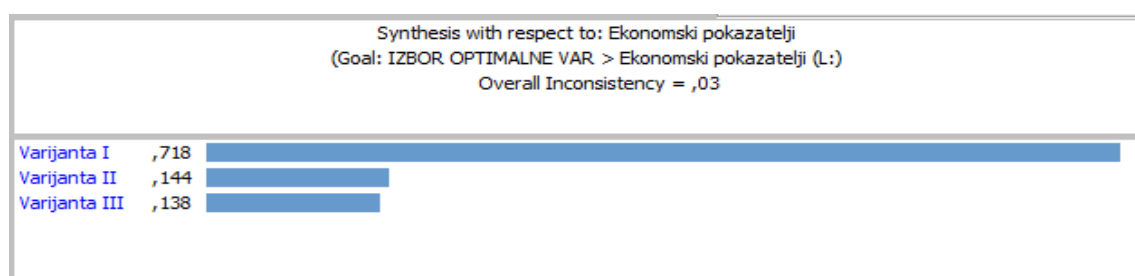 Synthesis with respect to: Ekonomski pokazatelji
(Goal: IZBOR OPTIMALNE VAR > Ekonomski pokazatelji (L:)
Overall Inconsistency = ,03
Varijanta I ,718
Varijanta II ,144
Varijanta III ,138